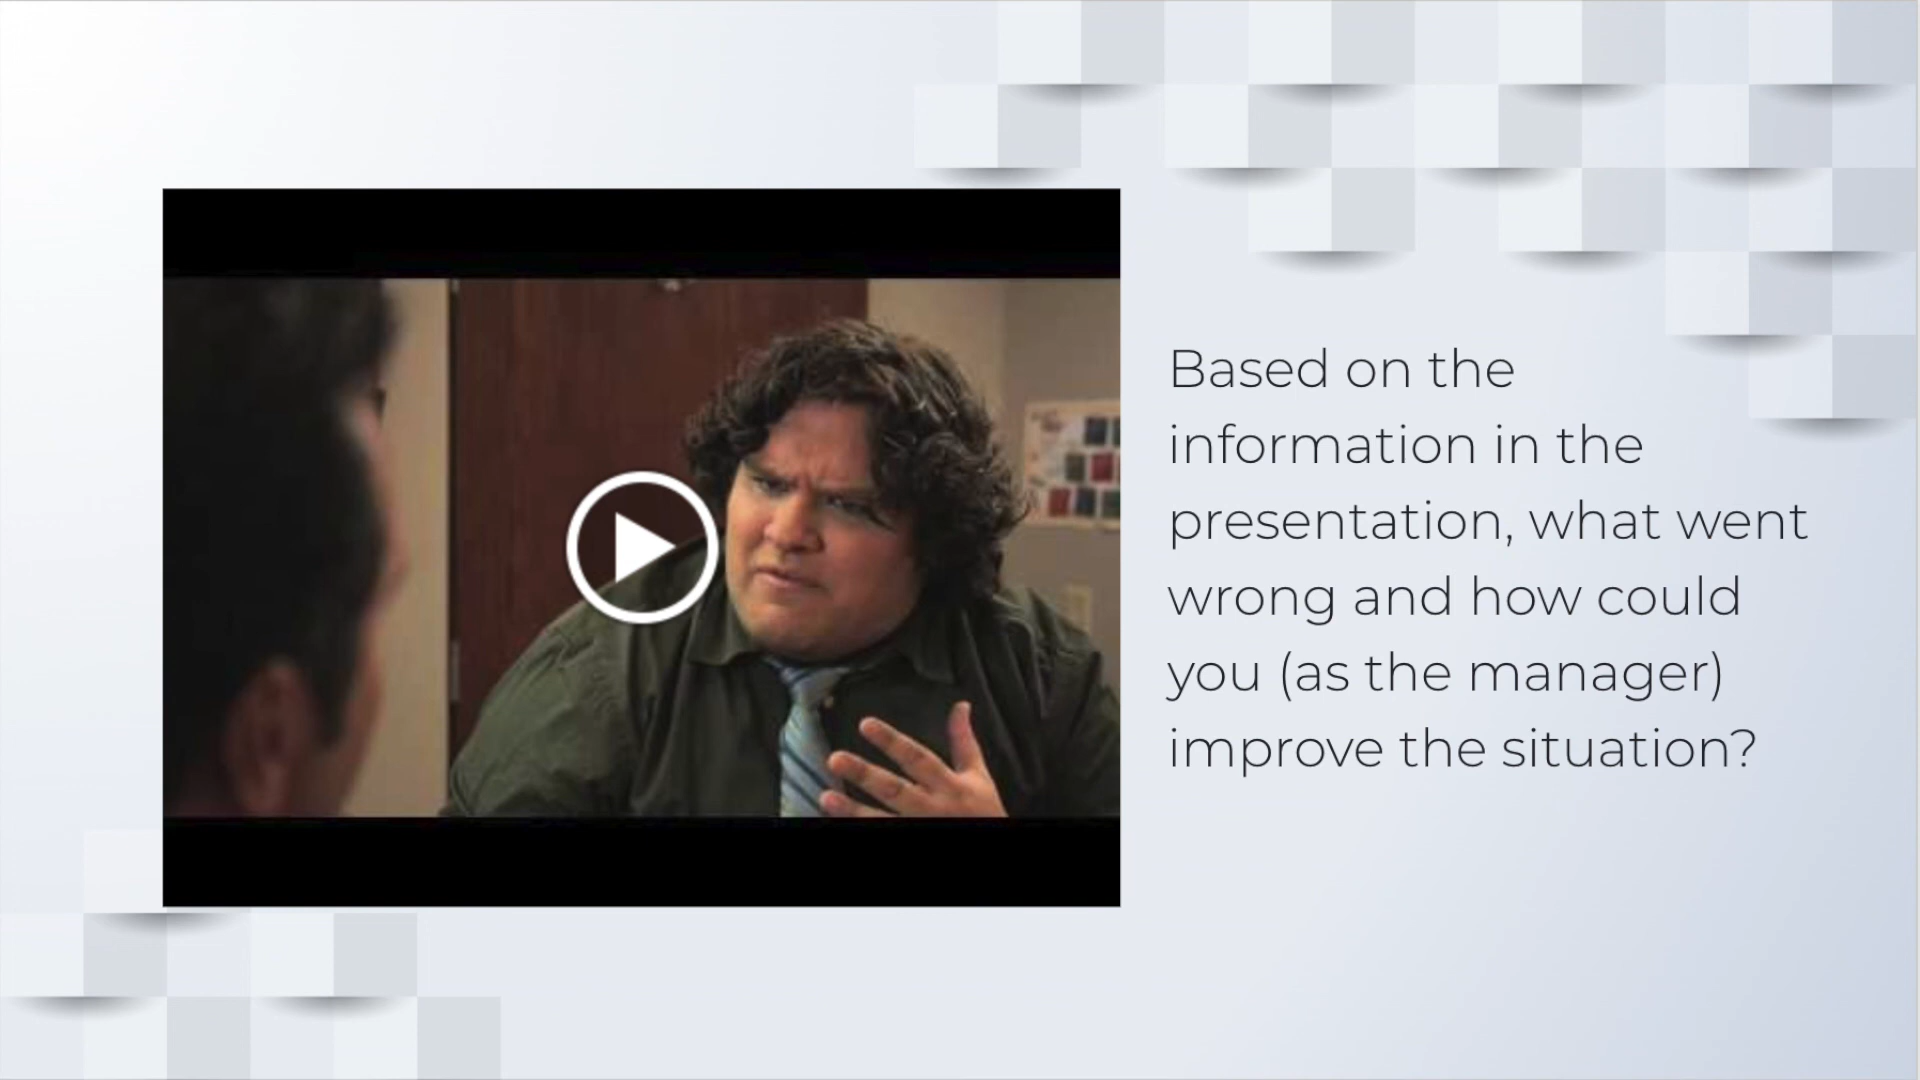 Based on the
information in the
presentation, what went
wrong and how could
you (as the manager)
improve the situation?